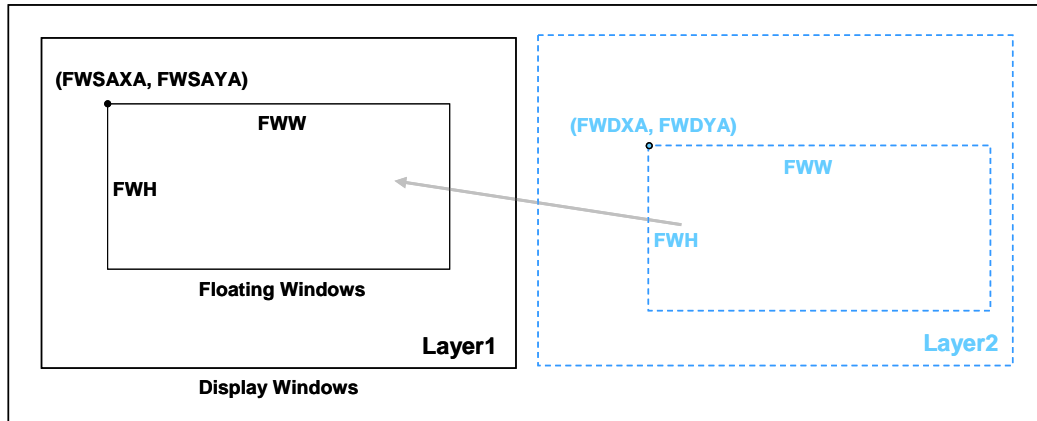 (FWSAXA, FWSAYA)
FWW
FWH
Floating Windows
Layer1
Display Windows
(FWDXA, FWDYA)
FWW
FWH
Layer2